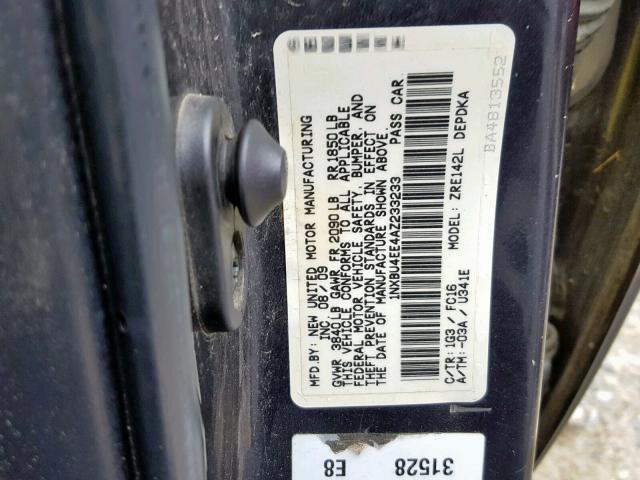 MFD.BY: NEW UNITED MOTOR MANUFACTURING
INC. 08/09
GVWR 3840LB GAWR FR 2090LB RR1850LB
THIS VEHICLE CONFORMS TO ALL APPLICABLE
FEDERAL MOTOR VEHICLE SAFETY, BUMPER, AND
THEFT PREVENTION STANDARDS IN EFFECT ON
THE DATE OF MANUFACTURE SHOWN ABOVE.
1NXBU4EE4AZ233233 PASS CAR
C/TR:1G3 / FC16 MODEL: ZRE142L DEPDKA
A/TM:-03A / U341E
BA4813552
31528
E8